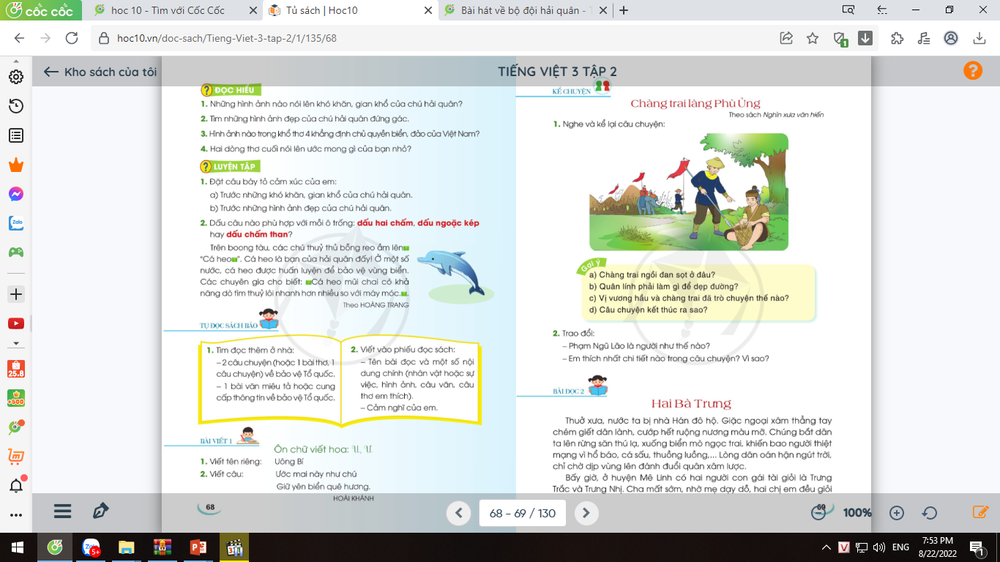 cốc cốc
hoc 10 - Tìm với Cốc Cốc
Tủ sách | Hoc10
Bài hát về bộ đội hải quân - T
hoc10.vn/doc-sach/Tieng-Viet-3-tap-2/1/135/68
1
Kho sách của tôi
TIẾNG VIỆT 3 TẬP 2
?
? ĐỌC HIỂU
1. Những hình ảnh nào nói lên khó khăn, gian khổ của chú hải quân?
2. Tìm những hình ảnh đẹp của chú hải quân đứng gác.
3. Hình ảnh nào trong khổ thơ 4 khẳng định chủ quyền biển, đảo của Việt Nam?
4. Hai dòng thơ cuối nói lên ước mong gì của bạn nhỏ?
? LUYỆN TẬP
1. Đặt câu bày tỏ cảm xúc của em:
a) Trước những khó khăn, gian khổ của chú hải quân.
b) Trước những hình ảnh đẹp của chú hải quân.
2. Dấu câu nào phù hợp với mỗi ô trống: dấu hai chấm, dấu ngoặc kép
hay dấu chấm than?
Trên boong tàu, các chú thuỷ thủ bỗng reo ầm lên
"Cá heo ". Cá heo là bạn của hải quân đấy! Ở một số
nước, cá heo được huấn luyện để bảo vệ vùng biển.
Các chuyên gia cho biết: Cá heo mũi chai có khả
năng dò tìm thuỷ lôi nhanh hơn nhiều so với máy móc. .
Theo HOÀNG TRANG
TỰ ĐỌC SÁCH BÁO
1. Tìm đọc thêm ở nhà:
– 2 câu chuyện (hoặc 1 bài thơ, 1
câu chuyện) về bảo vệ Tổ quốc.
– 1 bài văn miêu tả hoặc cung
cấp thông tin về bảo vệ Tổ quốc.
2. Viết vào phiếu đọc sách:
– Tên bài đọc và một số nội
dung chính (nhân vật hoặc sự
việc, hình ảnh, câu văn, câu
thơ em thích).
– Cảm nghĩ của em.
BÀI VIẾT 1
Ôn chữ viết hoa: U, Ư
1. Viết tên riêng: Uông Bí
2. Viết câu: Ước mai này như chú
Giữ yên biển quê hương.
HOÀI KHÁNH
68
KỂ CHUYỆN
Chàng trai làng Phù Ủng
Theo sách Nghìn xưa văn hiến
1. Nghe và kể lại câu chuyện:
Gợi ý
a) Chàng trai ngồi đan sọt ở đâu?
b) Quân lính phải làm gì để dẹp đường?
c) Vị vương hầu và chàng trai đã trò chuyện thế nào?
d) Câu chuyện kết thúc ra sao?
2. Trao đổi:
– Phạm Ngũ Lão là người như thế nào?
– Em thích nhất chi tiết nào trong câu chuyện? Vì sao?
BÀI ĐỌC 2
Hai Bà Trưng
Thuở xưa, nước ta bị nhà Hán đô hộ. Giặc ngoại xâm thẳng tay
chém giết dân lành, cướp hết ruộng nương màu mỡ. Chúng bắt dân
ta lên rừng săn thú lạ, xuống biển mò ngọc trai, khiến bao người thiệt
mạng vì hổ báo, cá sấu, thuồng luồng,... Lòng dân oán hận ngút trời,
chỉ chờ dịp vùng lên đánh đuổi quân xâm lược.
Bấy giờ, ở huyện Mê Linh có hai người con gái tài giỏi là Trưng
Trắc và Trưng Nhị. Cha mất sớm, nhờ mẹ dạy dỗ, hai chị em đều giỏi
69
68 - 69 / 130
100%
Zalo
25.8
+500
Zalo
5+
V
ENG
7:53 PM
8/22/2022
1